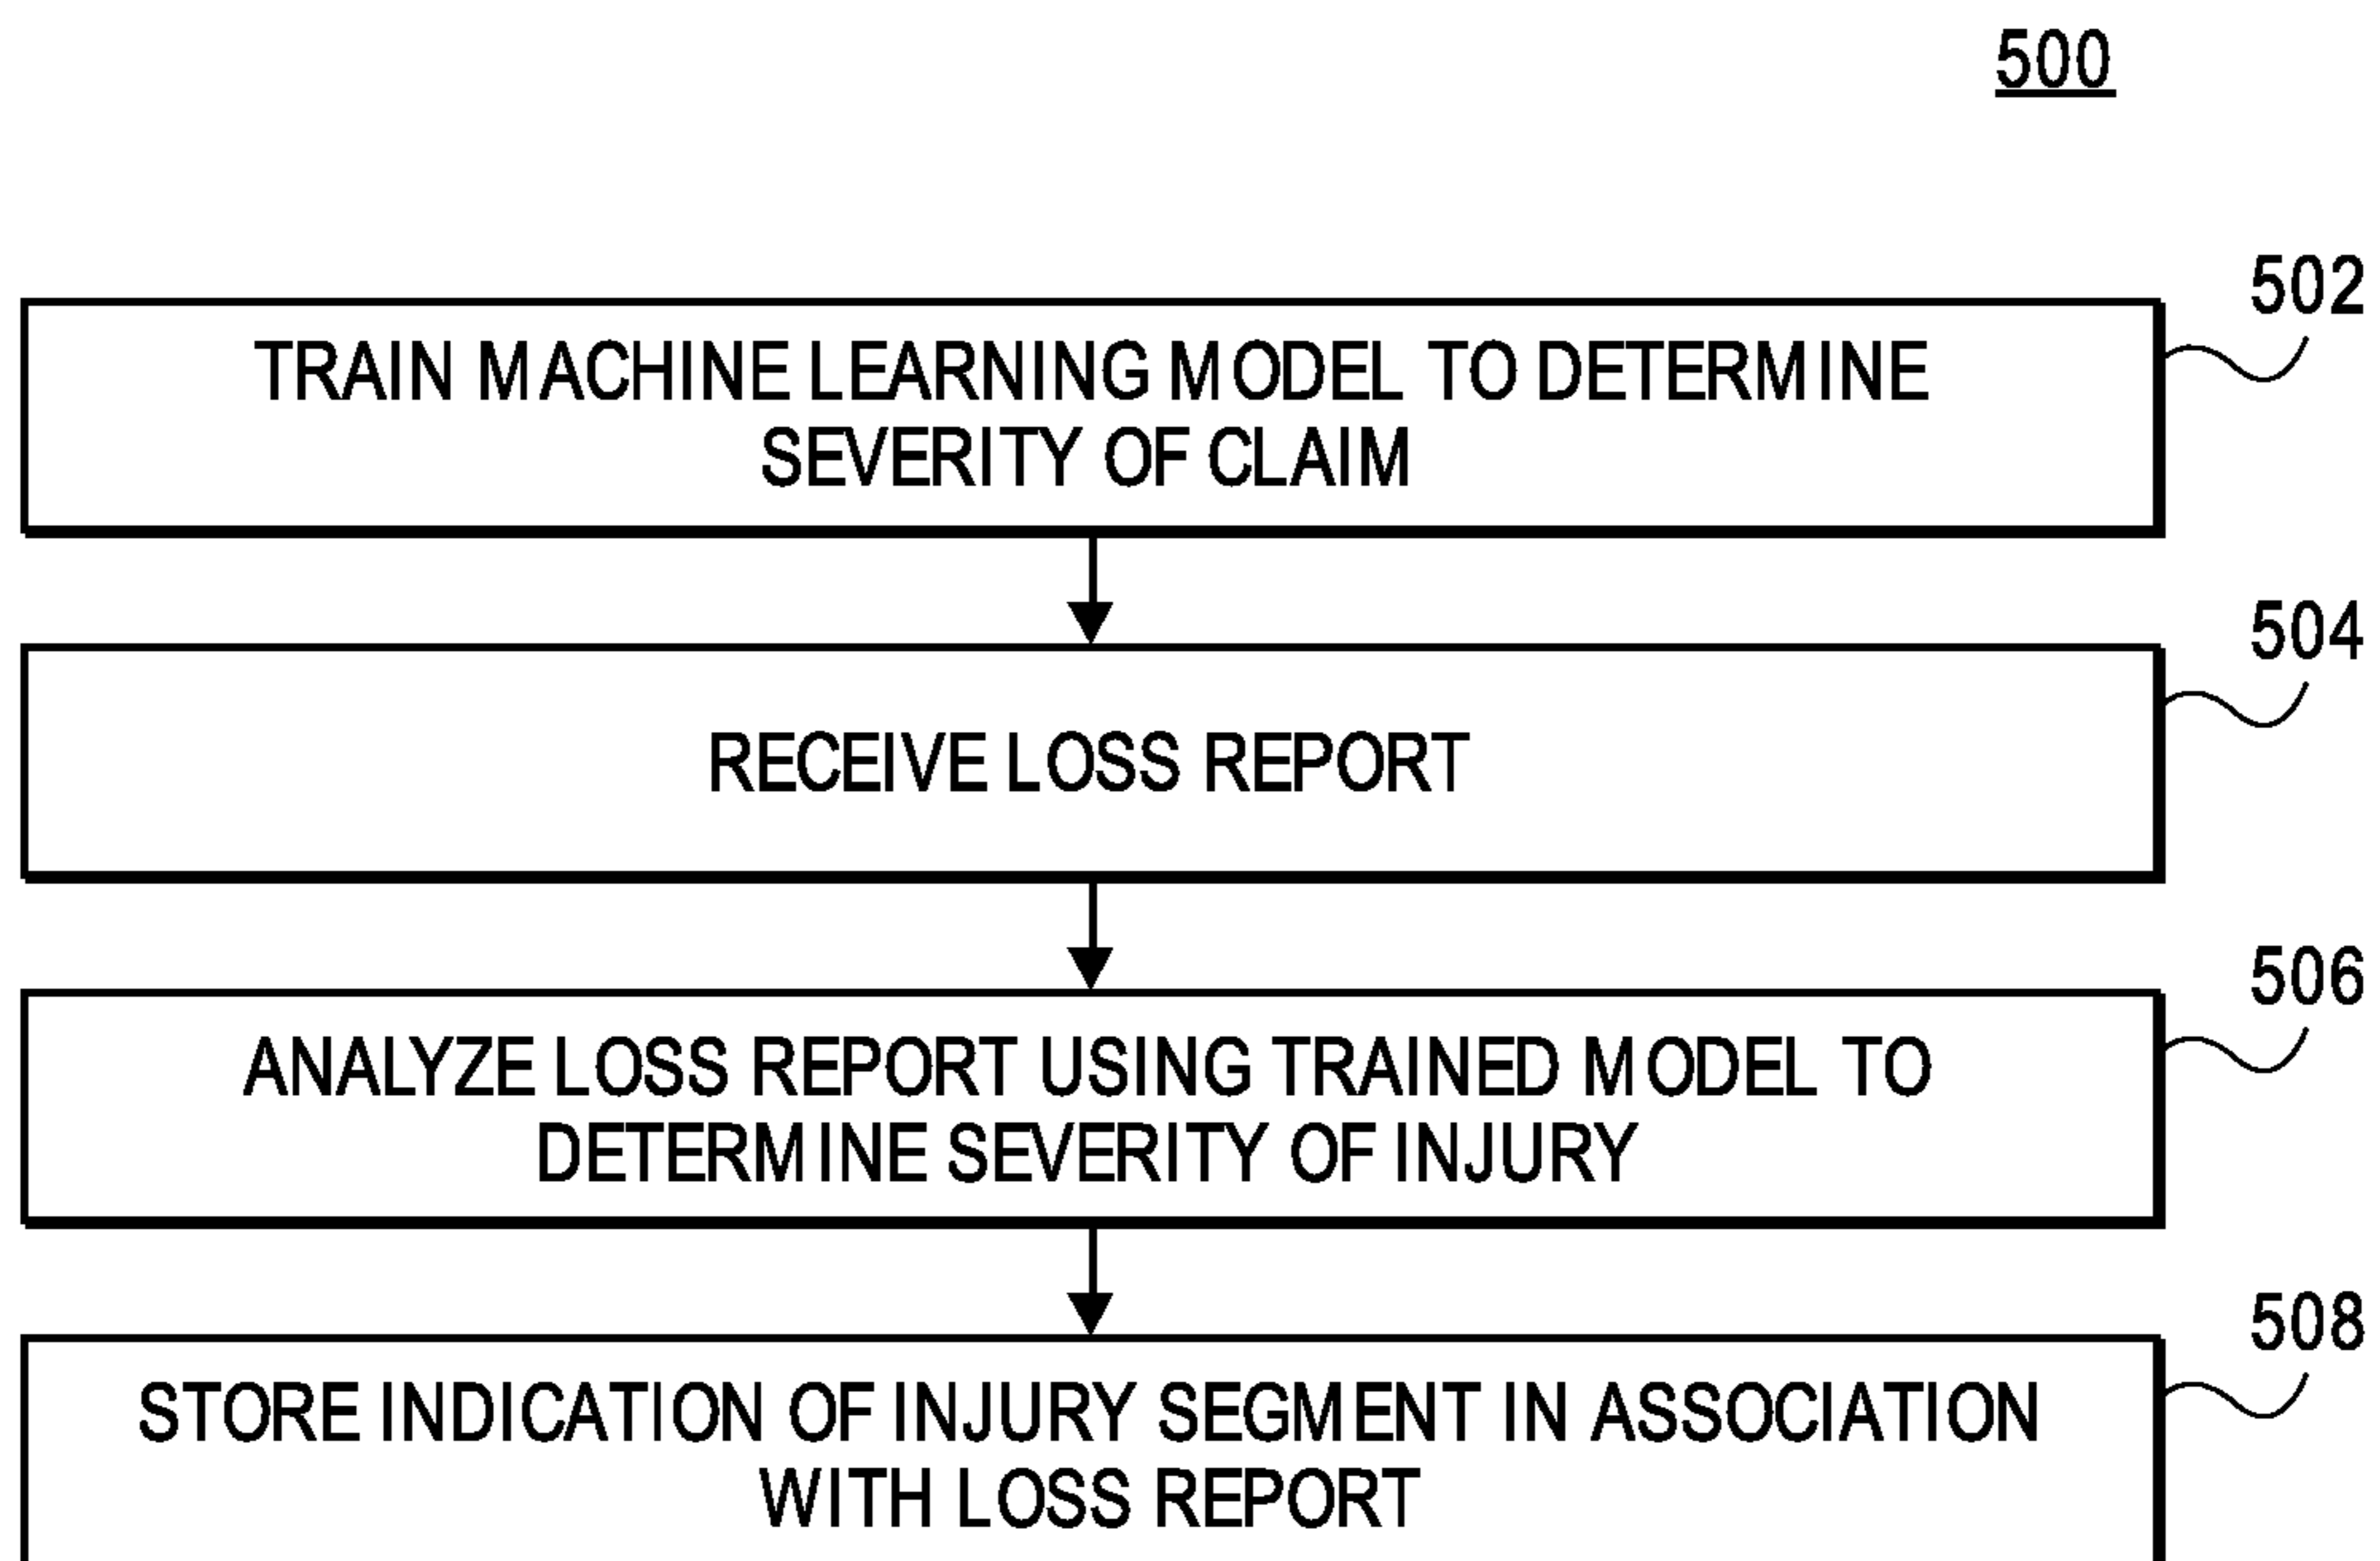 500
502
TRAIN MACHINE LEARNING MODEL TO DETERMINE
SEVERITY OF CLAIM
504
RECEIVE LOSS REPORT
506
ANALYZE LOSS REPORT USING TRAINED MODEL TO
DETERMINE SEVERITY OF INJURY
508
STORE INDICATION OF INJURY SEGMENT IN ASSOCIATION
WITH LOSS REPORT